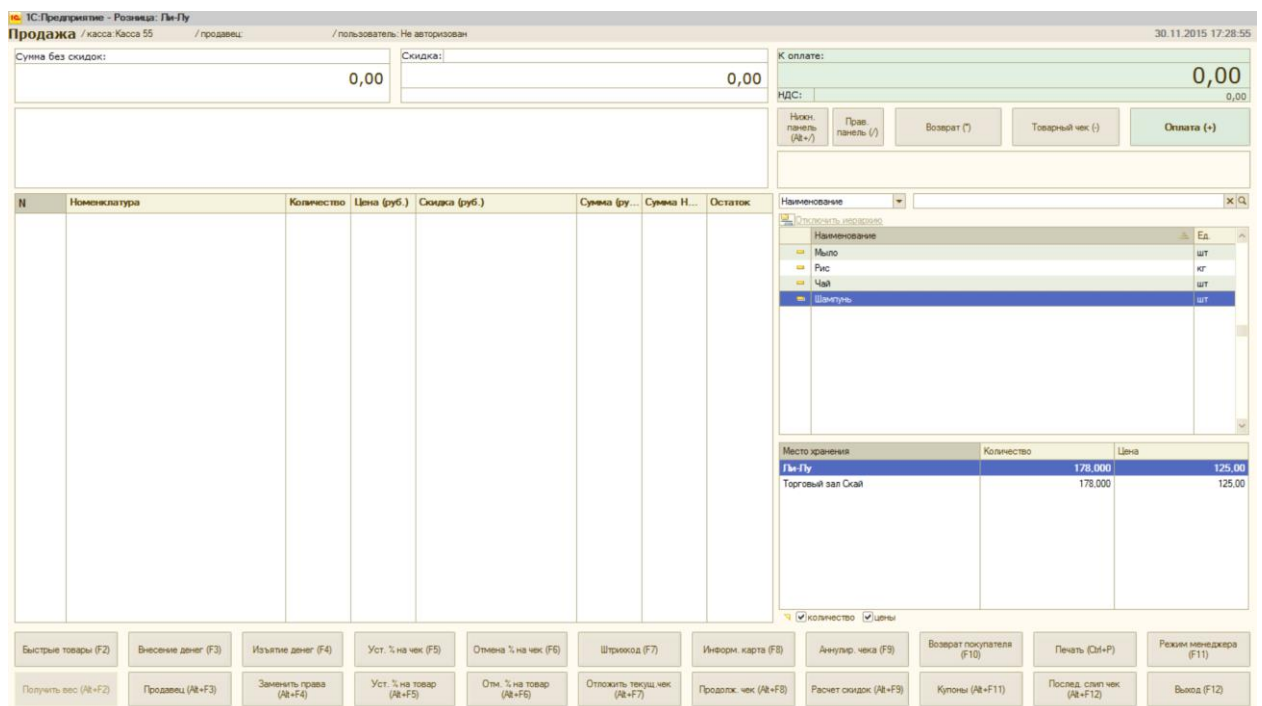 1С:Предприятие - Розница: Пи-Пу
Продажа / касса: Касса 55 / продавец: / пользователь: Не авторизован 30.11.2015 17:28:55
Сумма без скидок: Скидка: К оплате:
0,00 0,00 0,00
НДС: 0,00
Нижн. панель (Alt+/) Прав. панель (/) Возврат (*) Товарный чек (-) Оплата (+)
N Номенклатура Количество Цена (руб.) Скидка (руб.) Сумма (ру... Сумма Н... Остаток
Наименование
Отключить иерархию
Наименование Ед.
Мыло шт
Рис кг
Чай шт
Шампунь шт
Место хранения Количество Цена
Пи-Пу 178,000 125,00
Торговый зал Скай 178,000 125,00
количество цены
Быстрые товары (F2) Внесение денег (F3) Изъятие денег (F4) Уст. % на чек (F5) Отмена % на чек (F6) Штрихкод (F7) Информ. карта (F8) Аннулир. чека (F9) Возврат покупателя (F10) Печать (Ctrl+P) Режим менеджера (F11)
Получить вес (Alt+F2) Продавец (Alt+F3) Заменить права (Alt+F4) Уст. % на товар (Alt+F5) Отм. % на товар (Alt+F6) Отложить текущ.чек (Alt+F7) Продолж. чек (Alt+F8) Расчет скидок (Alt+F9) Купоны (Alt+F11) Послед. слип чек (Alt+F12) Выход (F12)